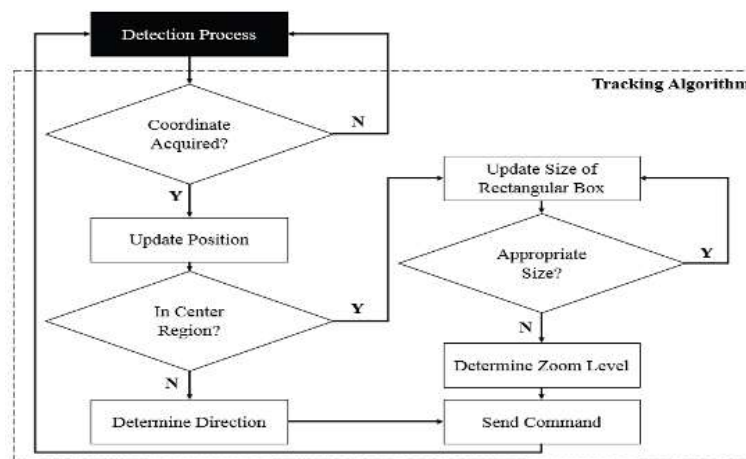 Detection Process
Tracking Algorithm
Coordinate
Acquired?
N
Y
Update Position
In Center
Region?
Y
N
Determine Direction
Update Size of
Rectangular Box
Appropriate
Size?
Y
N
Determine Zoom Level
Send Command